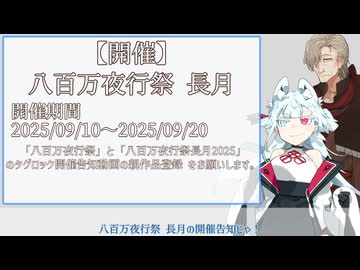 【開催】
八百万夜行祭 長月
開催期間
2025/09/10～2025/09/20
「八百万夜行祭」と「八百万夜行祭長月2025」
のタグロック開催告知動画の親作品登録 をお願いします。
八百万夜行祭 長月の開催告知じゃ！